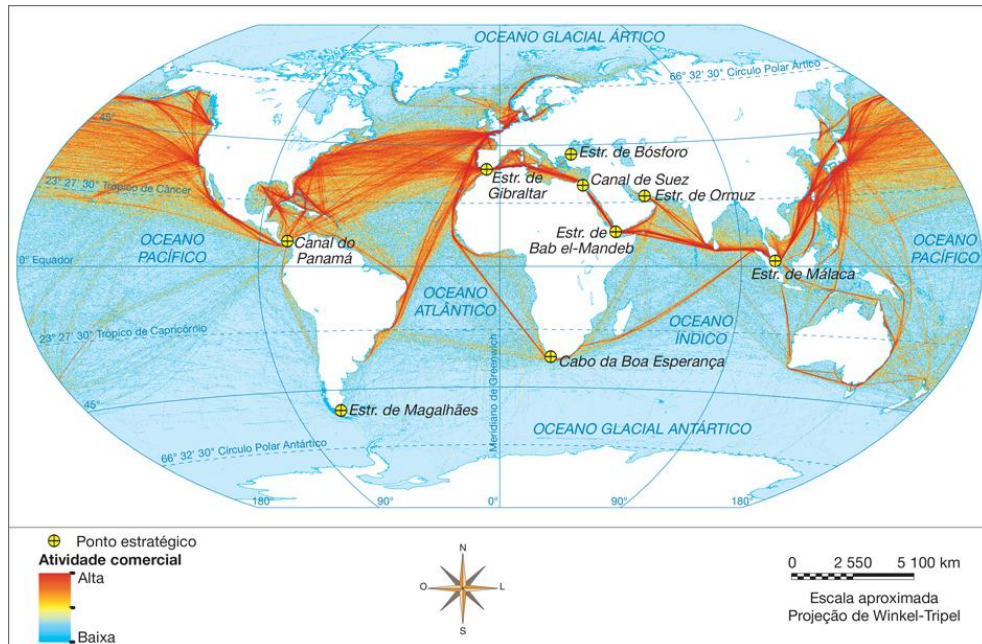 OCEANO GLACIAL ÁRTICO
66° 32' 30" Círculo Polar Ártico
45°
23° 27' 30" Trópico de Câncer
Estr. de Bósforo
Estr. de
Gibraltar
Canal de Suez
Estr. de Ormuz
Estr. de
Bab el-Mandeb
OCEANO
PACÍFICO
Canal do
Panamá
OCEANO
PACÍFICO
0° Equador
Estr. de Málaca
OCEANO
ATLÂNTICO
OCEANO
ÍNDICO
23° 27' 30" Trópico de Capricórnio
Meridiano de Greenwich
Cabo da Boa Esperança
45°
Estr. de Magalhães
OCEANO GLACIAL ANTÁRTICO
66° 32' 30" Círculo Polar Antártico
180°
90°
0°
90°
180°
Ponto estratégico
Atividade comercial
Alta
Baixa
N
O
L
S
0 2 550 5 100 km
Escala aproximada
Projeção de Winkel-Tripel